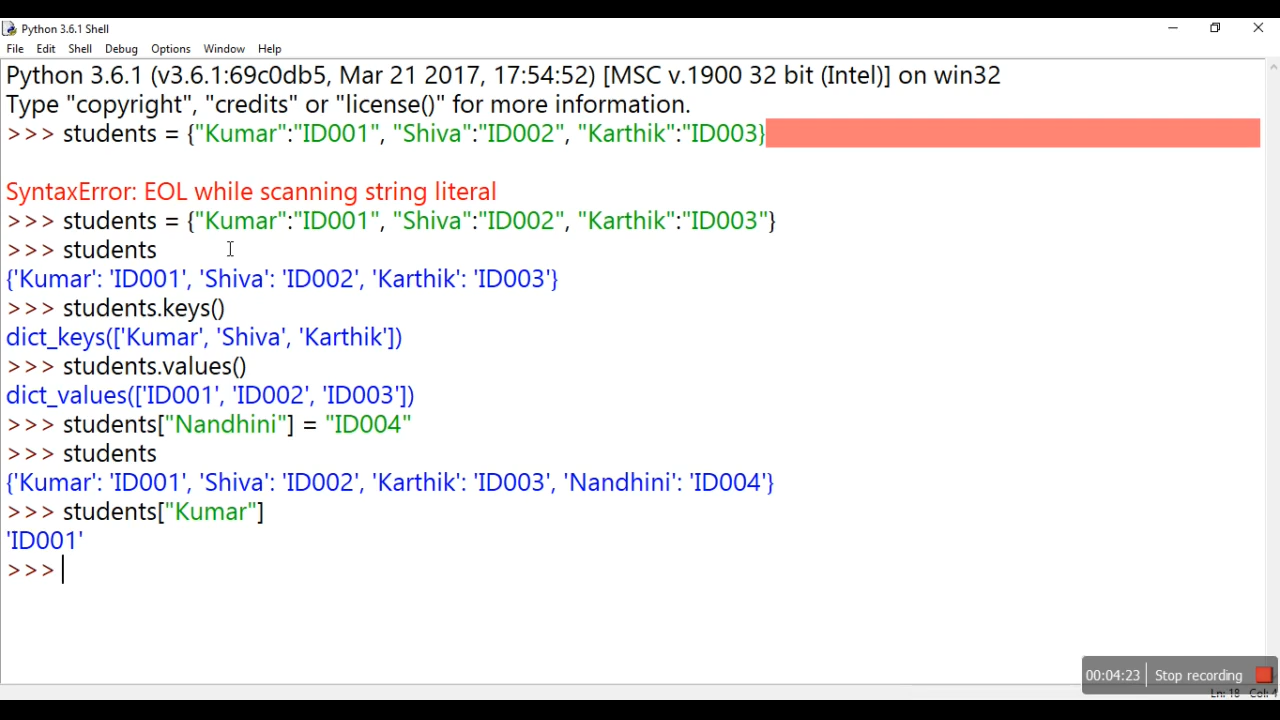 Python 3.6.1 Shell
File Edit Shell Debug Options Window Help
Python 3.6.1 (v3.6.1:69c0db5, Mar 21 2017, 17:54:52) [MSC v.1900 32 bit (Intel)] on win32
Type "copyright", "credits" or "license()" for more information.
>>> students = {"Kumar":"ID001", "Shiva":"ID002", "Karthik":"ID003}
SyntaxError: EOL while scanning string literal
>>> students = {"Kumar":"ID001", "Shiva":"ID002", "Karthik":"ID003"}
>>> students
{'Kumar': 'ID001', 'Shiva': 'ID002', 'Karthik': 'ID003'}
>>> students.keys()
dict_keys(['Kumar', 'Shiva', 'Karthik'])
>>> students.values()
dict_values(['ID001', 'ID002', 'ID003'])
>>> students["Nandhini"] = "ID004"
>>> students
{'Kumar': 'ID001', 'Shiva': 'ID002', 'Karthik': 'ID003', 'Nandhini': 'ID004'}
>>> students["Kumar"]
'ID001'
>>>
00:04:23 Stop recording
Ln: 18 Col: 4